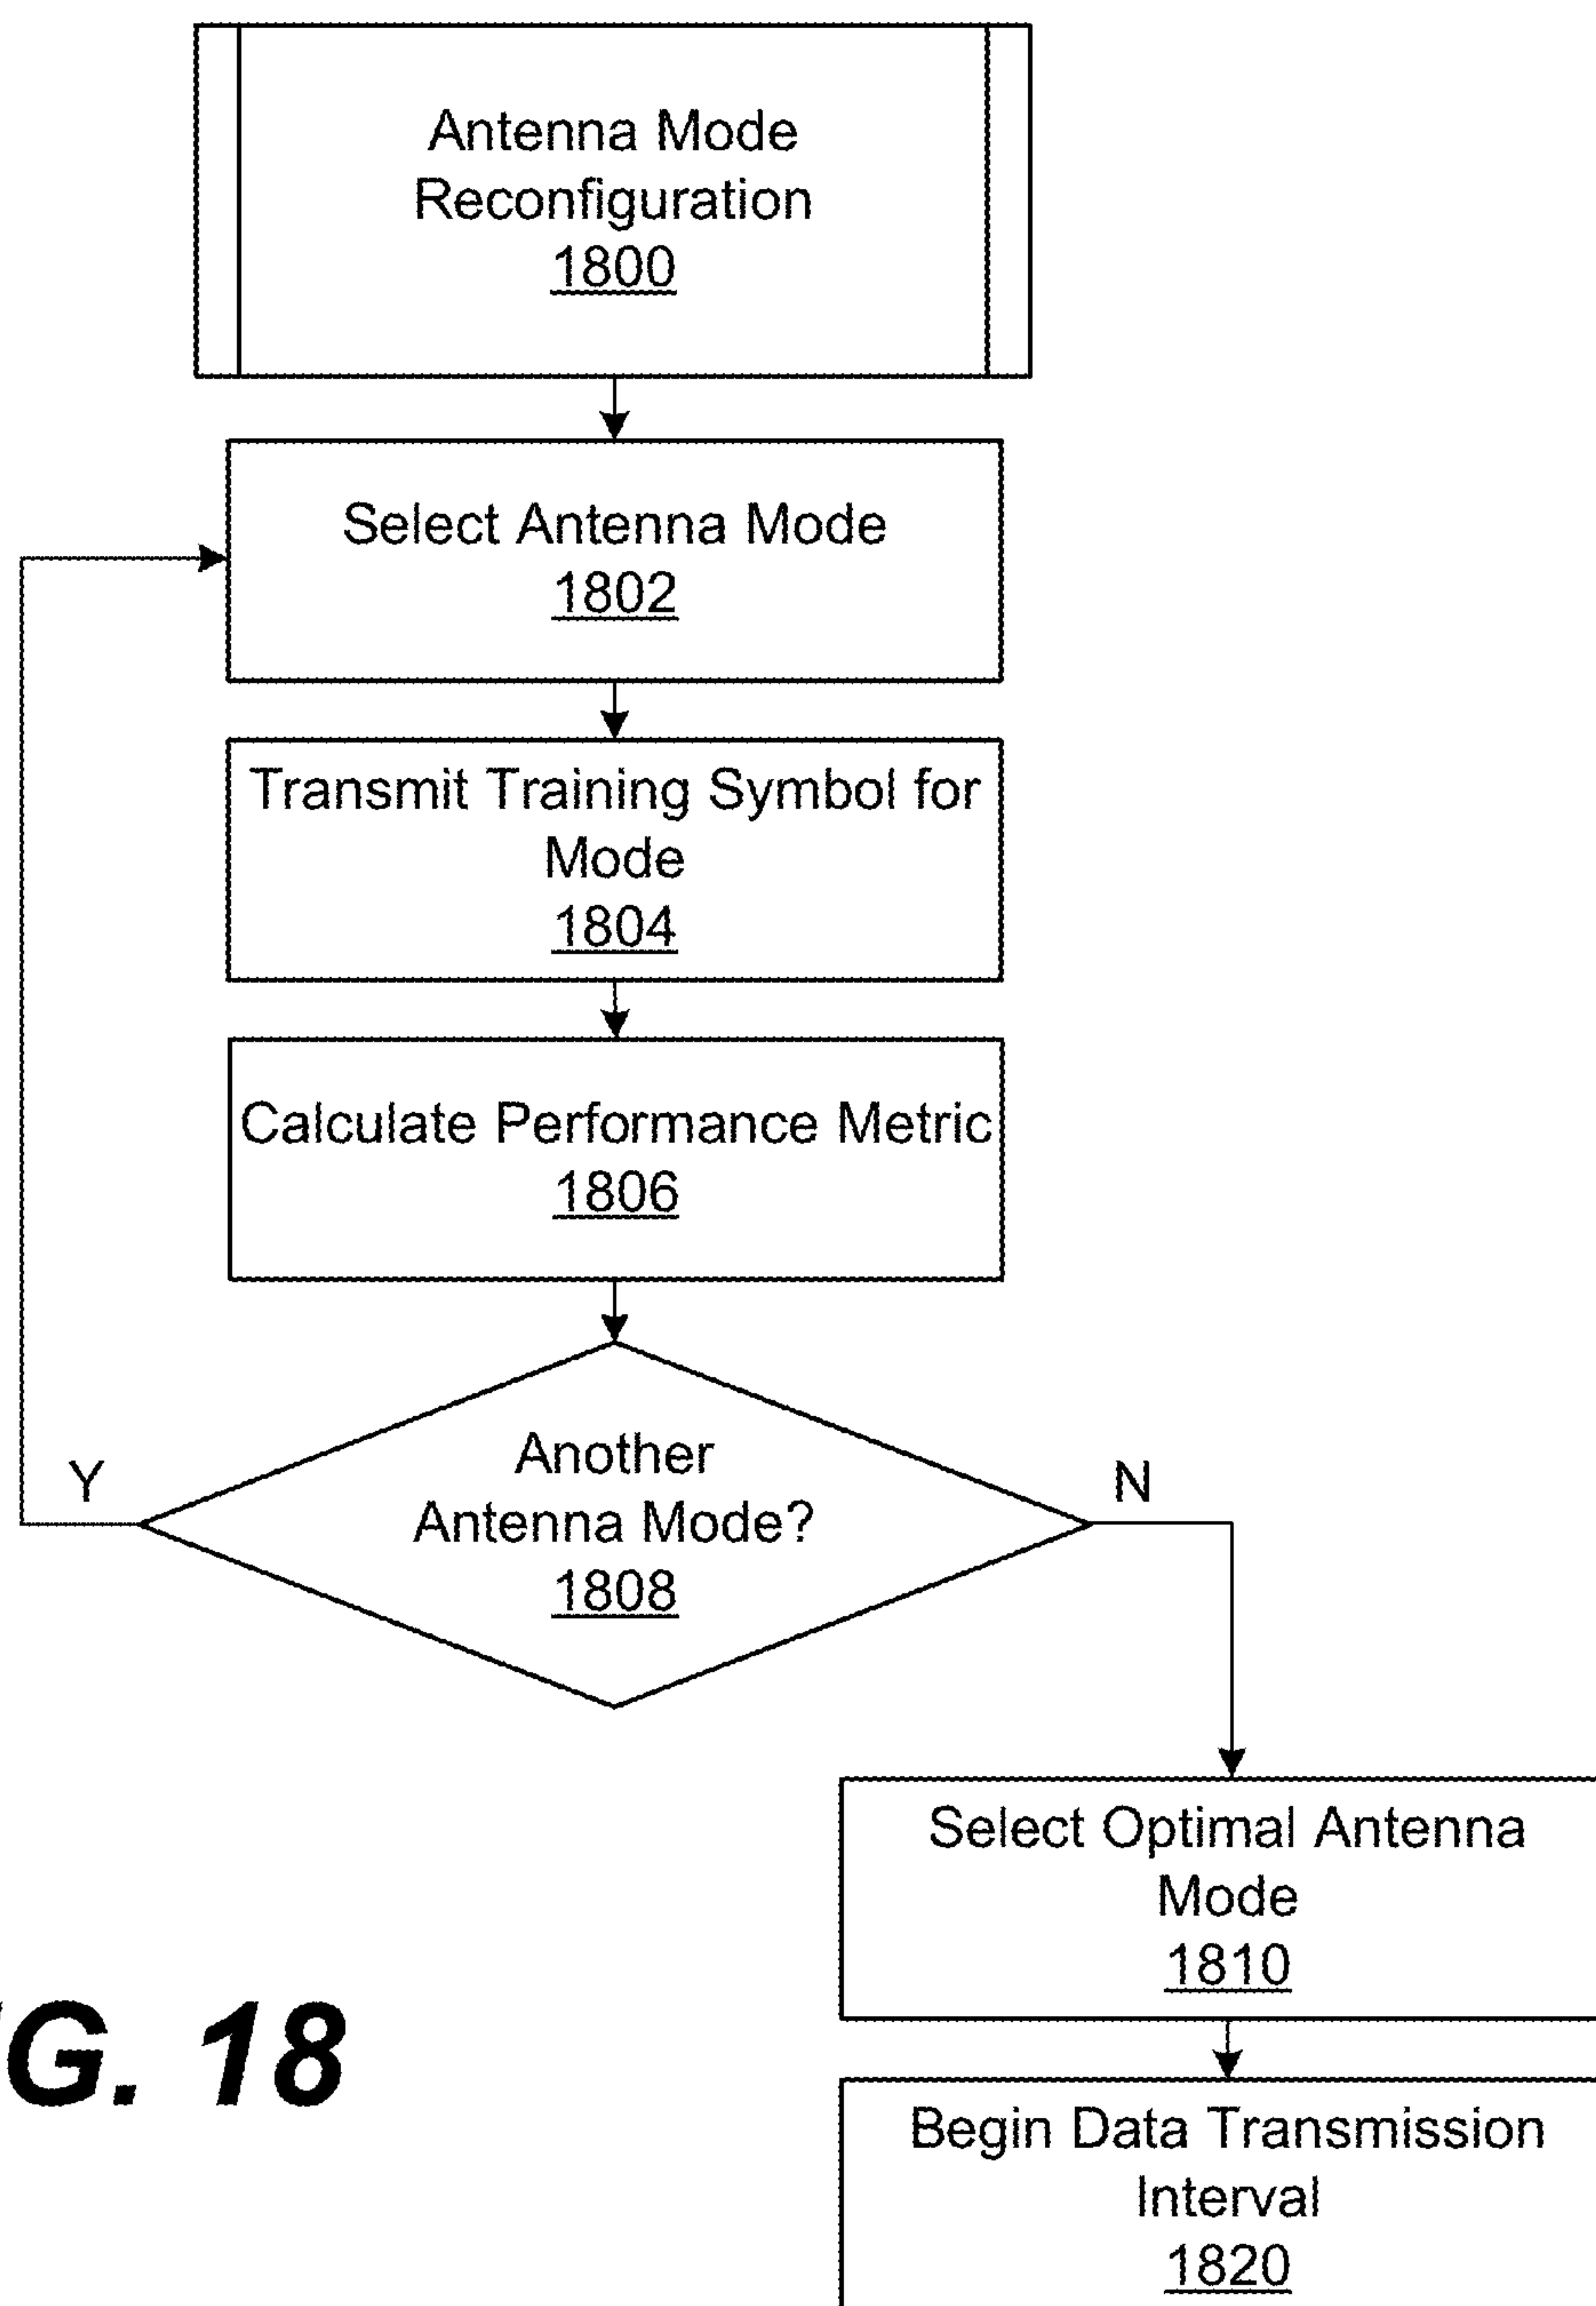 Antenna Mode
Reconfiguration
1800
Select Antenna Mode
1802
Transmit Training Symbol for
Mode
1804
Calculate Performance Metric
1806
Another
Antenna Mode?
1808
Y
N
Select Optimal Antenna
Mode
1810
Begin Data Transmission
Interval
1820
G. 18